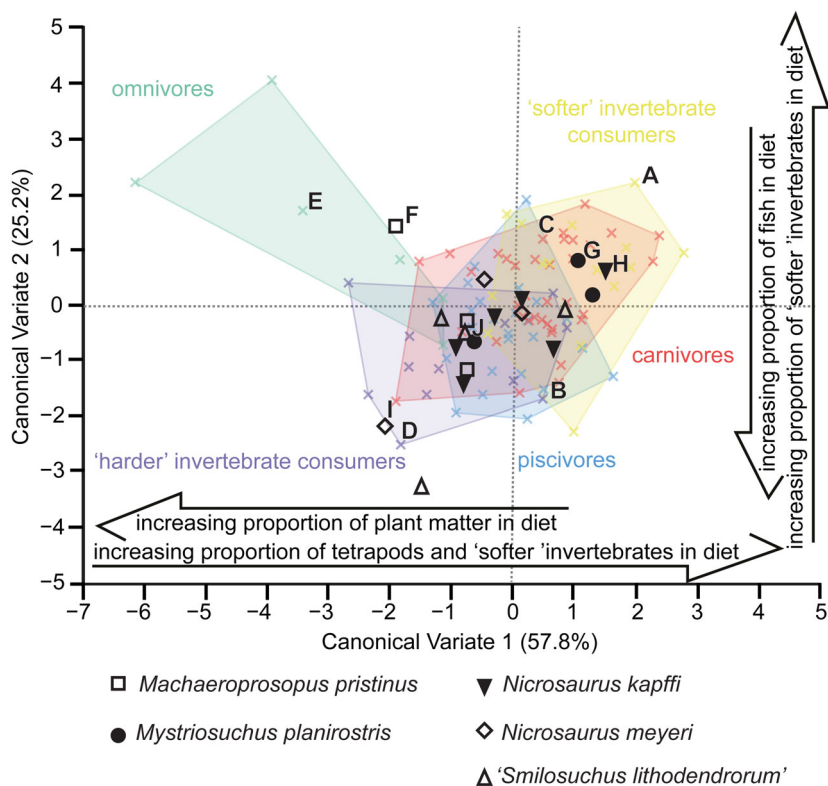 5
4
3
2
1
0
−1
−2
−3
−4
−5
Canonical Variate 2 (25.2%)
omnivores
'softer' invertebrate
consumers
A
E
F
C
G
H
J
B
I
D
carnivores
'harder' invertebrate consumers
piscivores
increasing proportion of plant matter in diet
increasing proportion of tetrapods and 'softer 'invertebrates in diet
increasing proportion of fish in diet
increasing proportion of 'softer 'invertebrates in diet
−7 −6 −5 −4 −3 −2 −1 0 1 2 3 4 5
Canonical Variate 1 (57.8%)
Machaeroprosopus pristinus
Nicrosaurus kapffi
Mystriosuchus planirostris
Nicrosaurus meyeri
'Smilosuchus lithodendrorum'